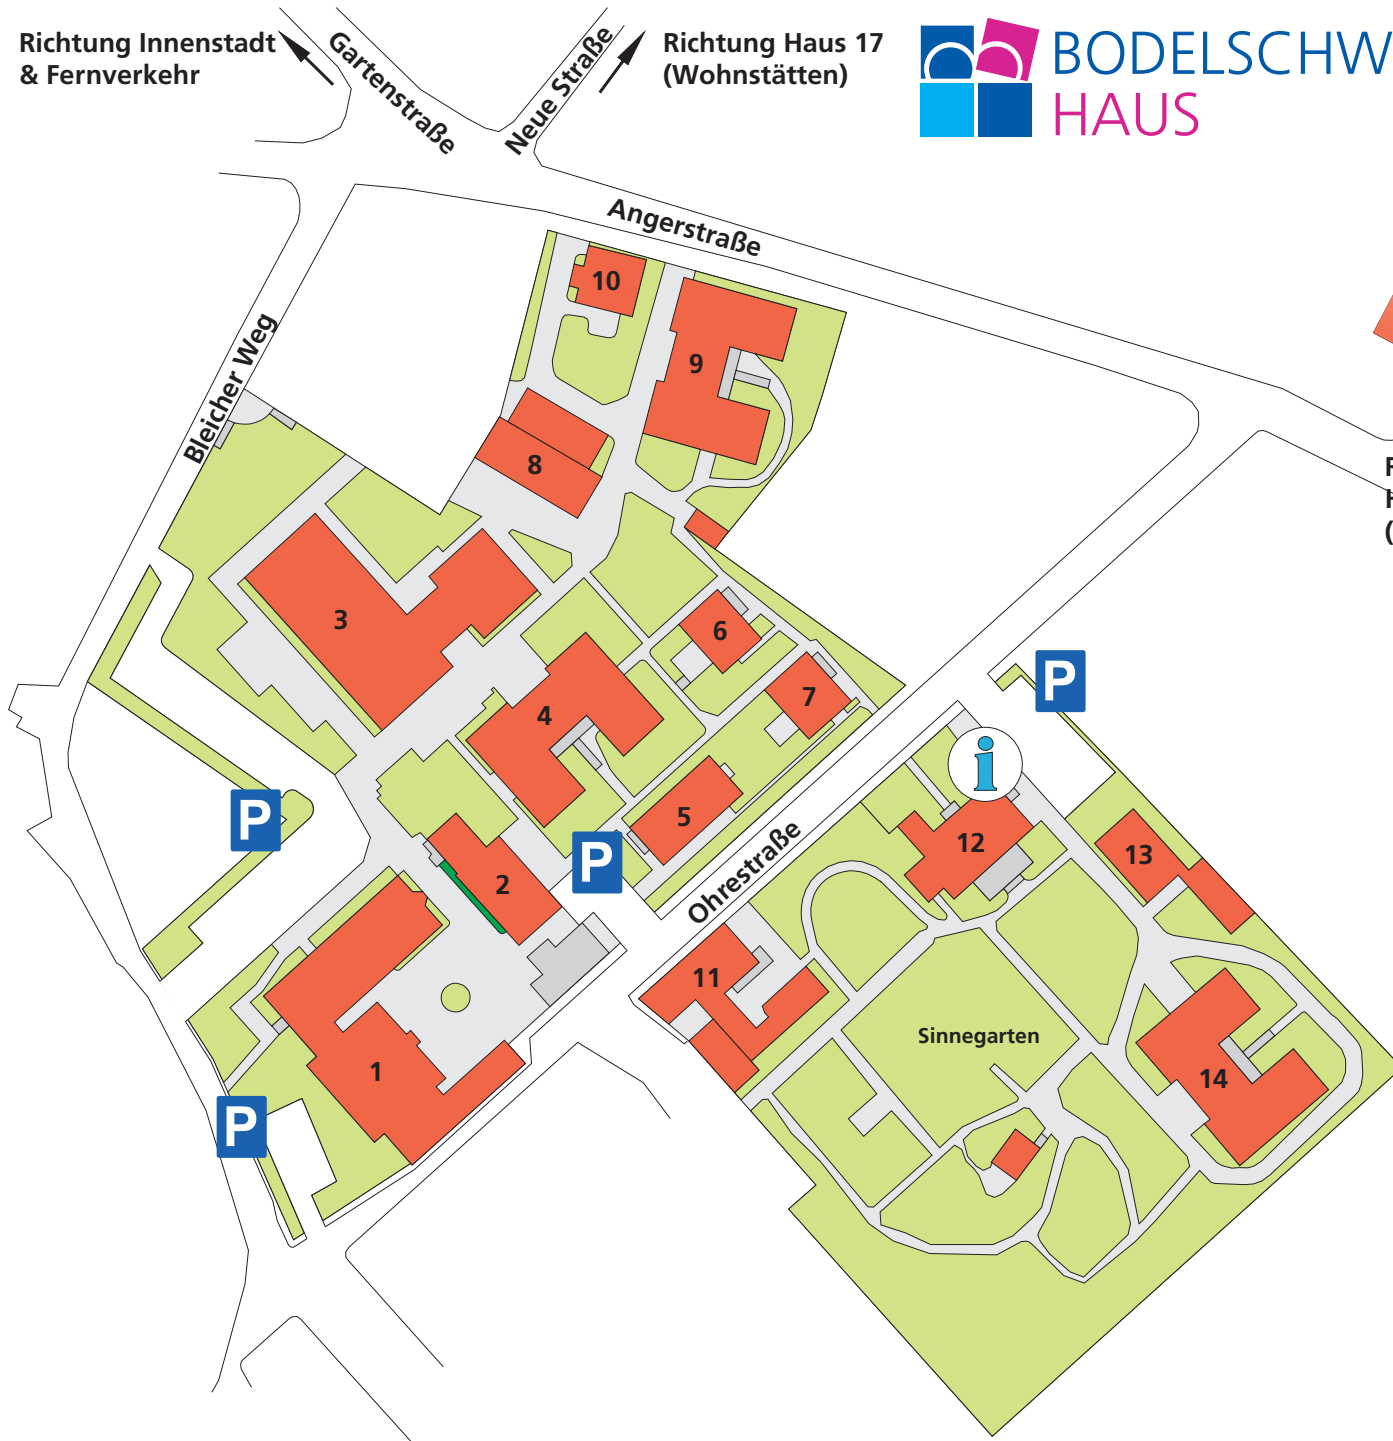 Richtung Innenstadt
& Fernverkehr
Gartenstraße
Neue Straße
Richtung Haus 17
(Wohnstätten)
BODELSCHW
HAUS
Angerstraße
Bleicher Weg
10
9
8
3
6
7
4
5
P
P
i
12
13
P
2
Ohrestraße
11
Sinnegarten
14
1
P
R
H
(